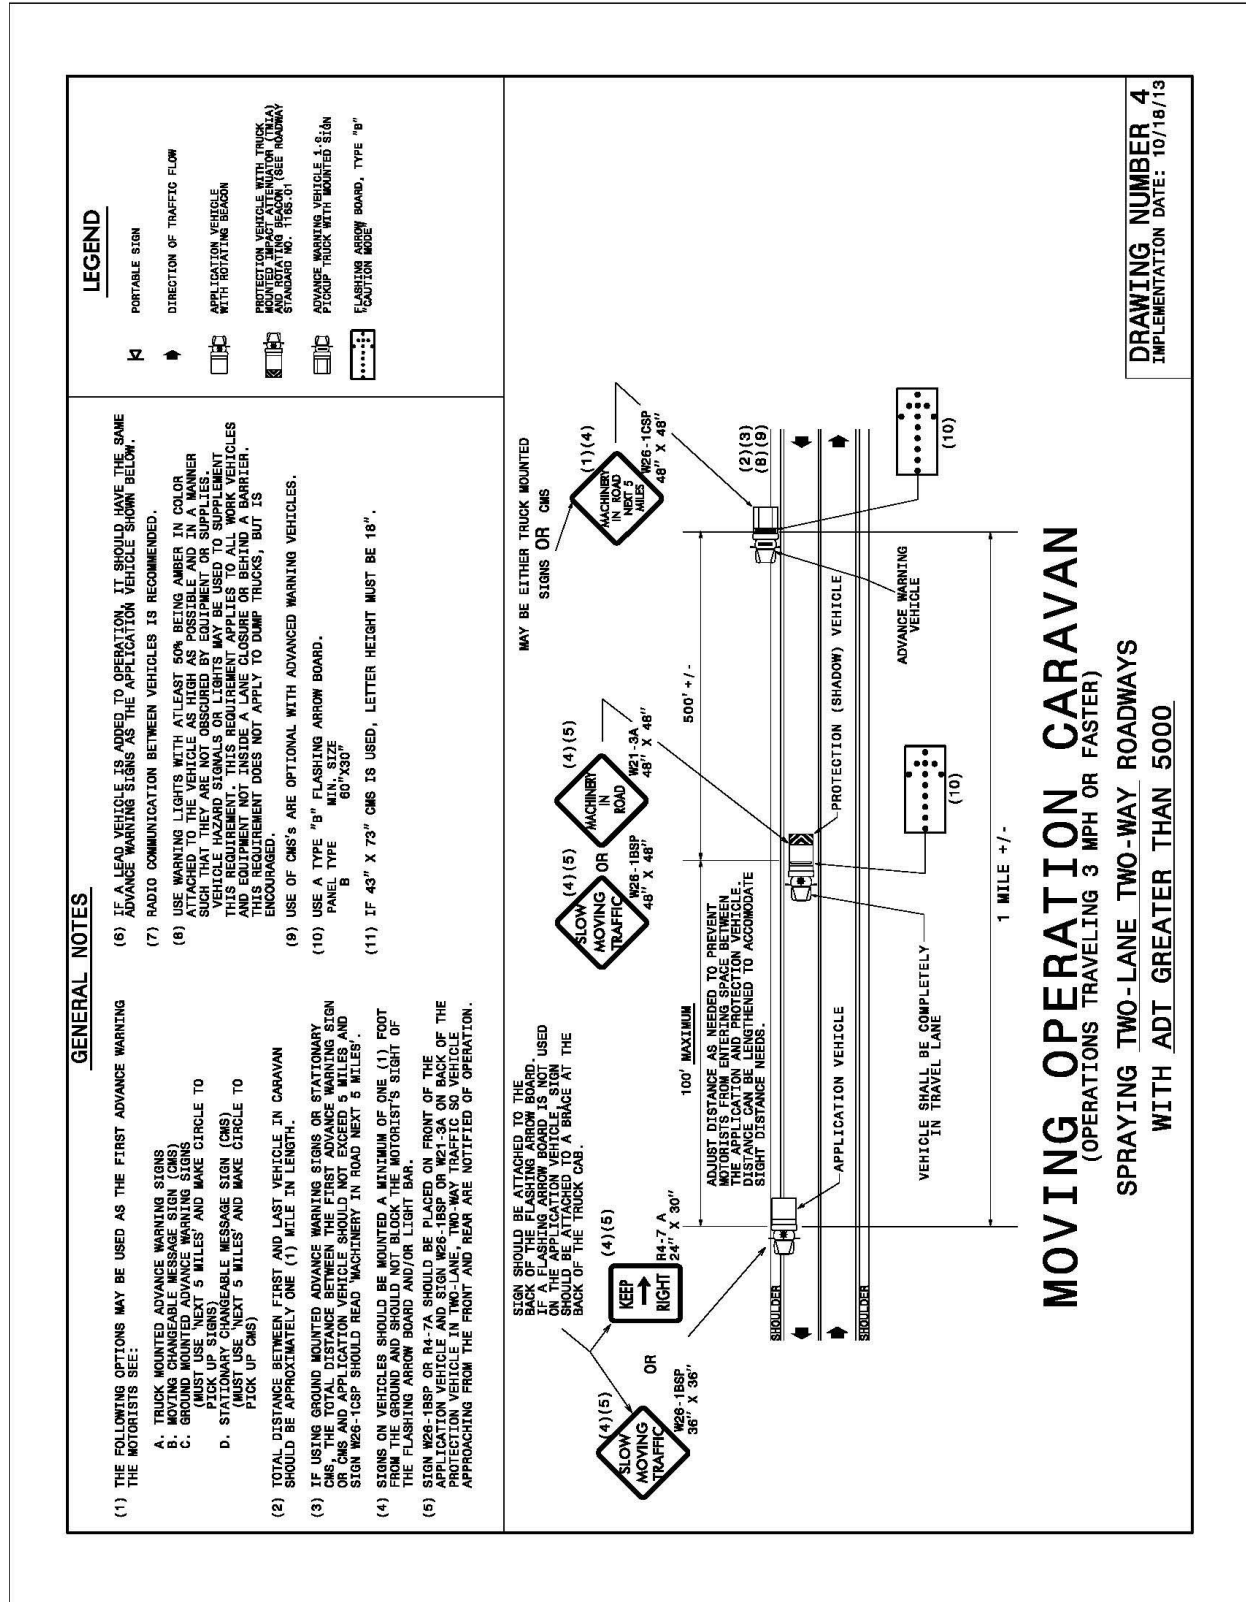 GENERAL NOTES
(1) THE FOLLOWING OPTIONS MAY BE USED AS THE FIRST ADVANCE WARNING
THE MOTORISTS SEE:
A. TRUCK MOUNTED ADVANCE WARNING SIGNS
B. MOVING CHANGEABLE MESSAGE SIGN (CMS)
C. GROUND MOUNTED ADVANCE WARNING SIGNS
(MUST USE 'NEXT 5 MILES' AND MAKE CIRCLE TO
PICK UP SIGNS)
D. STATIONARY CHANGEABLE MESSAGE SIGN (CMS)
(MUST USE 'NEXT 5 MILES' AND MAKE CIRCLE TO
PICK UP CMS)
(2) TOTAL DISTANCE BETWEEN FIRST AND LAST VEHICLE IN CARAVAN
SHOULD BE APPROXIMATELY ONE (1) MILE IN LENGTH.
(3) IF USING GROUND MOUNTED ADVANCE WARNING SIGNS OR STATIONARY
CMS, THE TOTAL DISTANCE BETWEEN THE FIRST ADVANCE WARNING SIGN
OR CMS AND APPLICATION VEHICLE SHOULD NOT EXCEED 5 MILES AND
SIGN W26-1CSP SHOULD READ 'MACHINERY IN ROAD NEXT 5 MILES'.
(4) SIGNS ON VEHICLES SHOULD BE MOUNTED A MINIMUM OF ONE (1) FOOT
FROM THE GROUND AND SHOULD NOT BLOCK THE MOTORIST'S SIGHT OF
THE FLASHING ARROW BOARD AND/OR LIGHT BAR.
(5) SIGN W26-1BSP OR R4-7A SHOULD BE PLACED ON FRONT OF THE
APPLICATION VEHICLE AND SIGN W26-1BSP OR W21-3A ON BACK OF THE
PROTECTION VEHICLE IN TWO-LANE, TWO-WAY TRAFFIC SO VEHICLE
APPROACHING FROM THE FRONT AND REAR ARE NOTIFIED OF OPERATION.
(6) IF A LEAD VEHICLE IS ADDED TO OPERATION, IT SHOULD HAVE THE SAME
ADVANCE WARNING SIGNS AS THE APPLICATION VEHICLE SHOWN BELOW.
(7) RADIO COMMUNICATION BETWEEN VEHICLES IS RECOMMENDED.
(8) USE WARNING LIGHTS WITH ATLEAST 50% BEING AMBER IN COLOR
ATTACHED TO THE VEHICLE AS HIGH AS POSSIBLE AND IN A MANNER
SUCH THAT THEY ARE NOT OBSCURED BY EQUIPMENT OR SUPPLIES.
VEHICLE HAZARD SIGNALS OR LIGHTS MAY BE USED TO SUPPLEMENT
THIS REQUIREMENT. THIS REQUIREMENT APPLIES TO ALL WORK VEHICLES
AND EQUIPMENT NOT INSIDE A LANE CLOSURE OR BEHIND A BARRIER.
THIS REQUIREMENT DOES NOT APPLY TO DUMP TRUCKS, BUT IS
ENCOURAGED.
(9) USE OF CMS's ARE OPTIONAL WITH ADVANCED WARNING VEHICLES.
(10) USE A TYPE "B" FLASHING ARROW BOARD.
PANEL TYPE MIN. SIZE
B 60"X30"
(11) IF 43" X 73" CMS IS USED, LETTER HEIGHT MUST BE 18".
LEGEND
PORTABLE SIGN
DIRECTION OF TRAFFIC FLOW
APPLICATION VEHICLE
WITH ROTATING BEACON
PROTECTION VEHICLE WITH TRUCK
MOUNTED IMPACT ATTENUATOR (TMIA)
AND ROTATING BEACON (SEE ROADWAY
STANDARD NO. 1165.01
ADVANCE WARNING VEHICLE i.e.,
PICKUP TRUCK WITH MOUNTED SIGN
FLASHING ARROW BOARD, TYPE "B"
"CAUTION MODE"
SIGN SHOULD BE ATTACHED TO THE
BACK OF THE FLASHING ARROW BOARD.
IF A FLASHING ARROW BOARD IS NOT USED
ON THE APPLICATION VEHICLE, SIGN
SHOULD BE ATTACHED TO A BRACE AT THE
BACK OF THE TRUCK CAB.
(4)(5)
SLOW
MOVING
TRAFFIC
W26-1BSP
36" X 36"
OR
(4)(5)
KEEP
RIGHT
R4-7 A
24" X 30"
(4)(5)
SLOW
MOVING
TRAFFIC
W26-1BSP
48" X 48"
OR
(4)(5)
MACHINERY
IN
ROAD
W21-3A
48" X 48"
MAY BE EITHER TRUCK MOUNTED
SIGNS OR CMS
(1)(4)
MACHINERY
IN ROAD
NEXT 5
MILES
W26-1CSP
48" X 48"
100' MAXIMUM
ADJUST DISTANCE AS NEEDED TO PREVENT
MOTORISTS FROM ENTERING SPACE BETWEEN
THE APPLICATION AND PROTECTION VEHICLE.
DISTANCE CAN BE LENGTHENED TO ACCOMODATE
SIGHT DISTANCE NEEDS.
500' +/-
(2)(3)
(8)(9)
SHOULDER
SHOULDER
APPLICATION VEHICLE
PROTECTION (SHADOW) VEHICLE
ADVANCE WARNING
VEHICLE
VEHICLE SHALL BE COMPLETELY
IN TRAVEL LANE
(10)
(10)
1 MILE +/-
MOVING OPERATION CARAVAN
(OPERATIONS TRAVELING 3 MPH OR FASTER)
SPRAYING TWO-LANE TWO-WAY ROADWAYS
WITH ADT GREATER THAN 5000
DRAWING NUMBER 4
IMPLEMENTATION DATE: 10/18/13